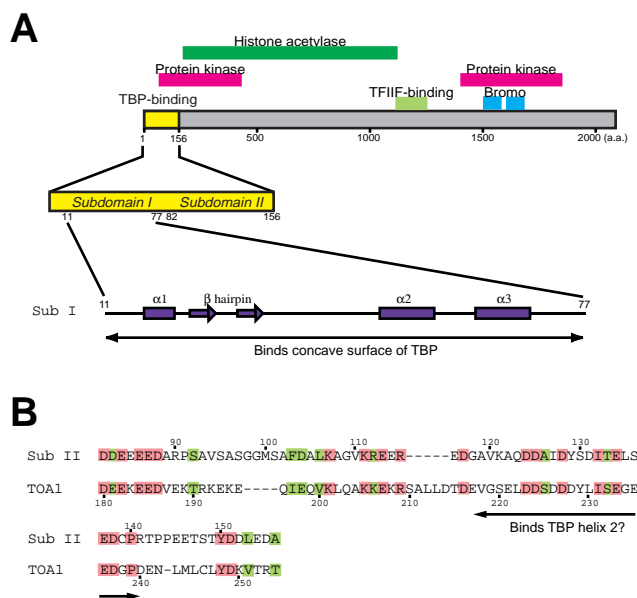 A
Histone acetylase
Protein kinase Protein kinase
TBP-binding TFIIF-binding Bromo
1 156 500 1000 1500 2000 (a.a.)
Subdomain I Subdomain II
11 77 82 156
11 α1 β hairpin α2 α3 77
Sub I
Binds concave surface of TBP
B
90 100 110 120 130
Sub II DDEEEEDARPSAVSASGGMSAFDALKAGVKREER-----EDGAVKAQDDAIDYSDITELS
TOA1 DEEKEEDVEKTRKEKE----QIEQVKLQAKKEKRSALLDTDEVGSELDDSDDDYLISEGE
180 190 200 210 220 230
Binds TBP helix 2?
140 150
Sub II EDCPRTPPEETSTYDDLEDA
TOA1 EDGPDEN-LMLCLYDKVTRT
240 250